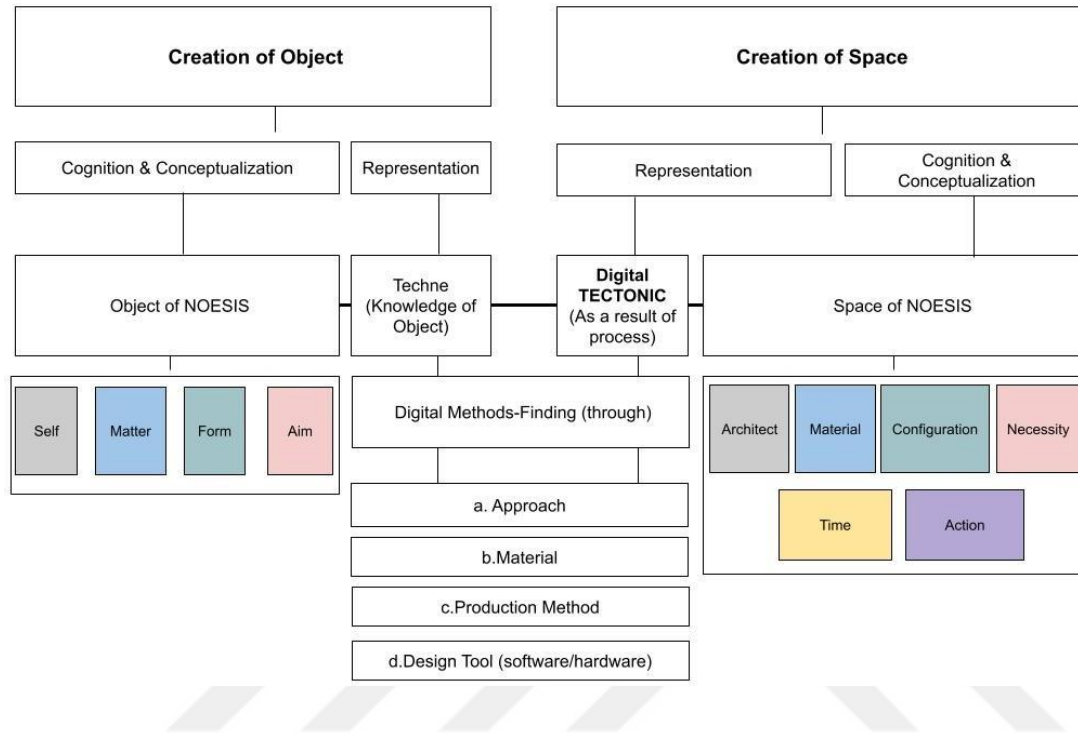 Creation of Object
Creation of Space
Cognition & Conceptualization
Representation
Representation
Cognition &
Conceptualization
Object of NOESIS
Techne
(Knowledge of
Object)
Digital
TECTONIC
(As a result of
process)
Space of NOESIS
Self
Matter
Form
Aim
Digital Methods-Finding (through)
Architect
Material
Configuration
Necessity
Time
Action
a. Approach
b.Material
c.Production Method
d.Design Tool (software/hardware)